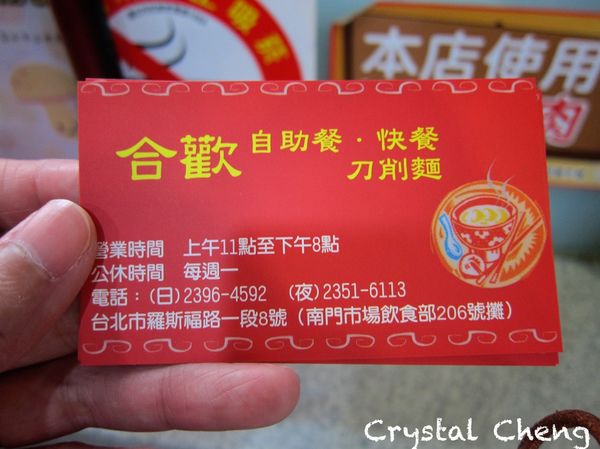 吸菸
本店使用
肉
合歡
自助餐．快餐
刀削麵
營業時間 上午11點至下午8點
公休時間 每週一
電話：(日)2396-4592 (夜)2351-6113
台北市羅斯福路一段8號（南門市場飲食部206號攤）
Crystal Cheng